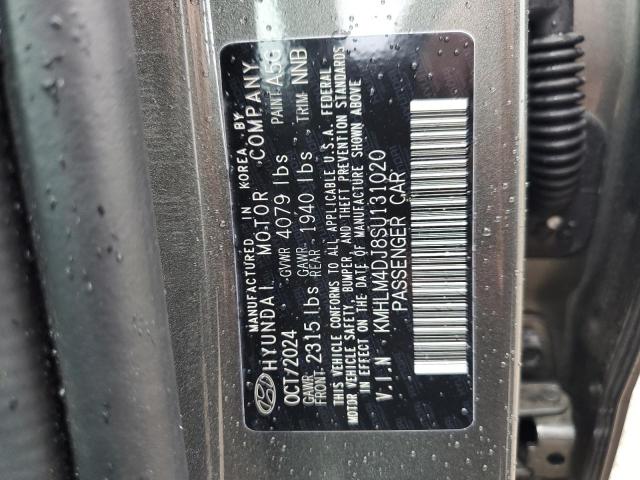 MANUFACTURED IN KOREA BY
HYUNDAI MOTOR COMPANY
OCT/2024 GVWR 4079 lbs PAINT: A5G
GAWR FRONT: 2315 lbs GAWR REAR: 1940 lbs TRIM: NNB
THIS VEHICLE CONFORMS TO ALL APPLICABLE U.S.A. FEDERAL
MOTOR VEHICLE SAFETY, BUMPER, AND THEFT PREVENTION STANDARDS
IN EFFECT ON THE DATE OF MANUFACTURE SHOWN ABOVE
V.I.N KMHLM4DJ8SU131020
PASSENGER CAR